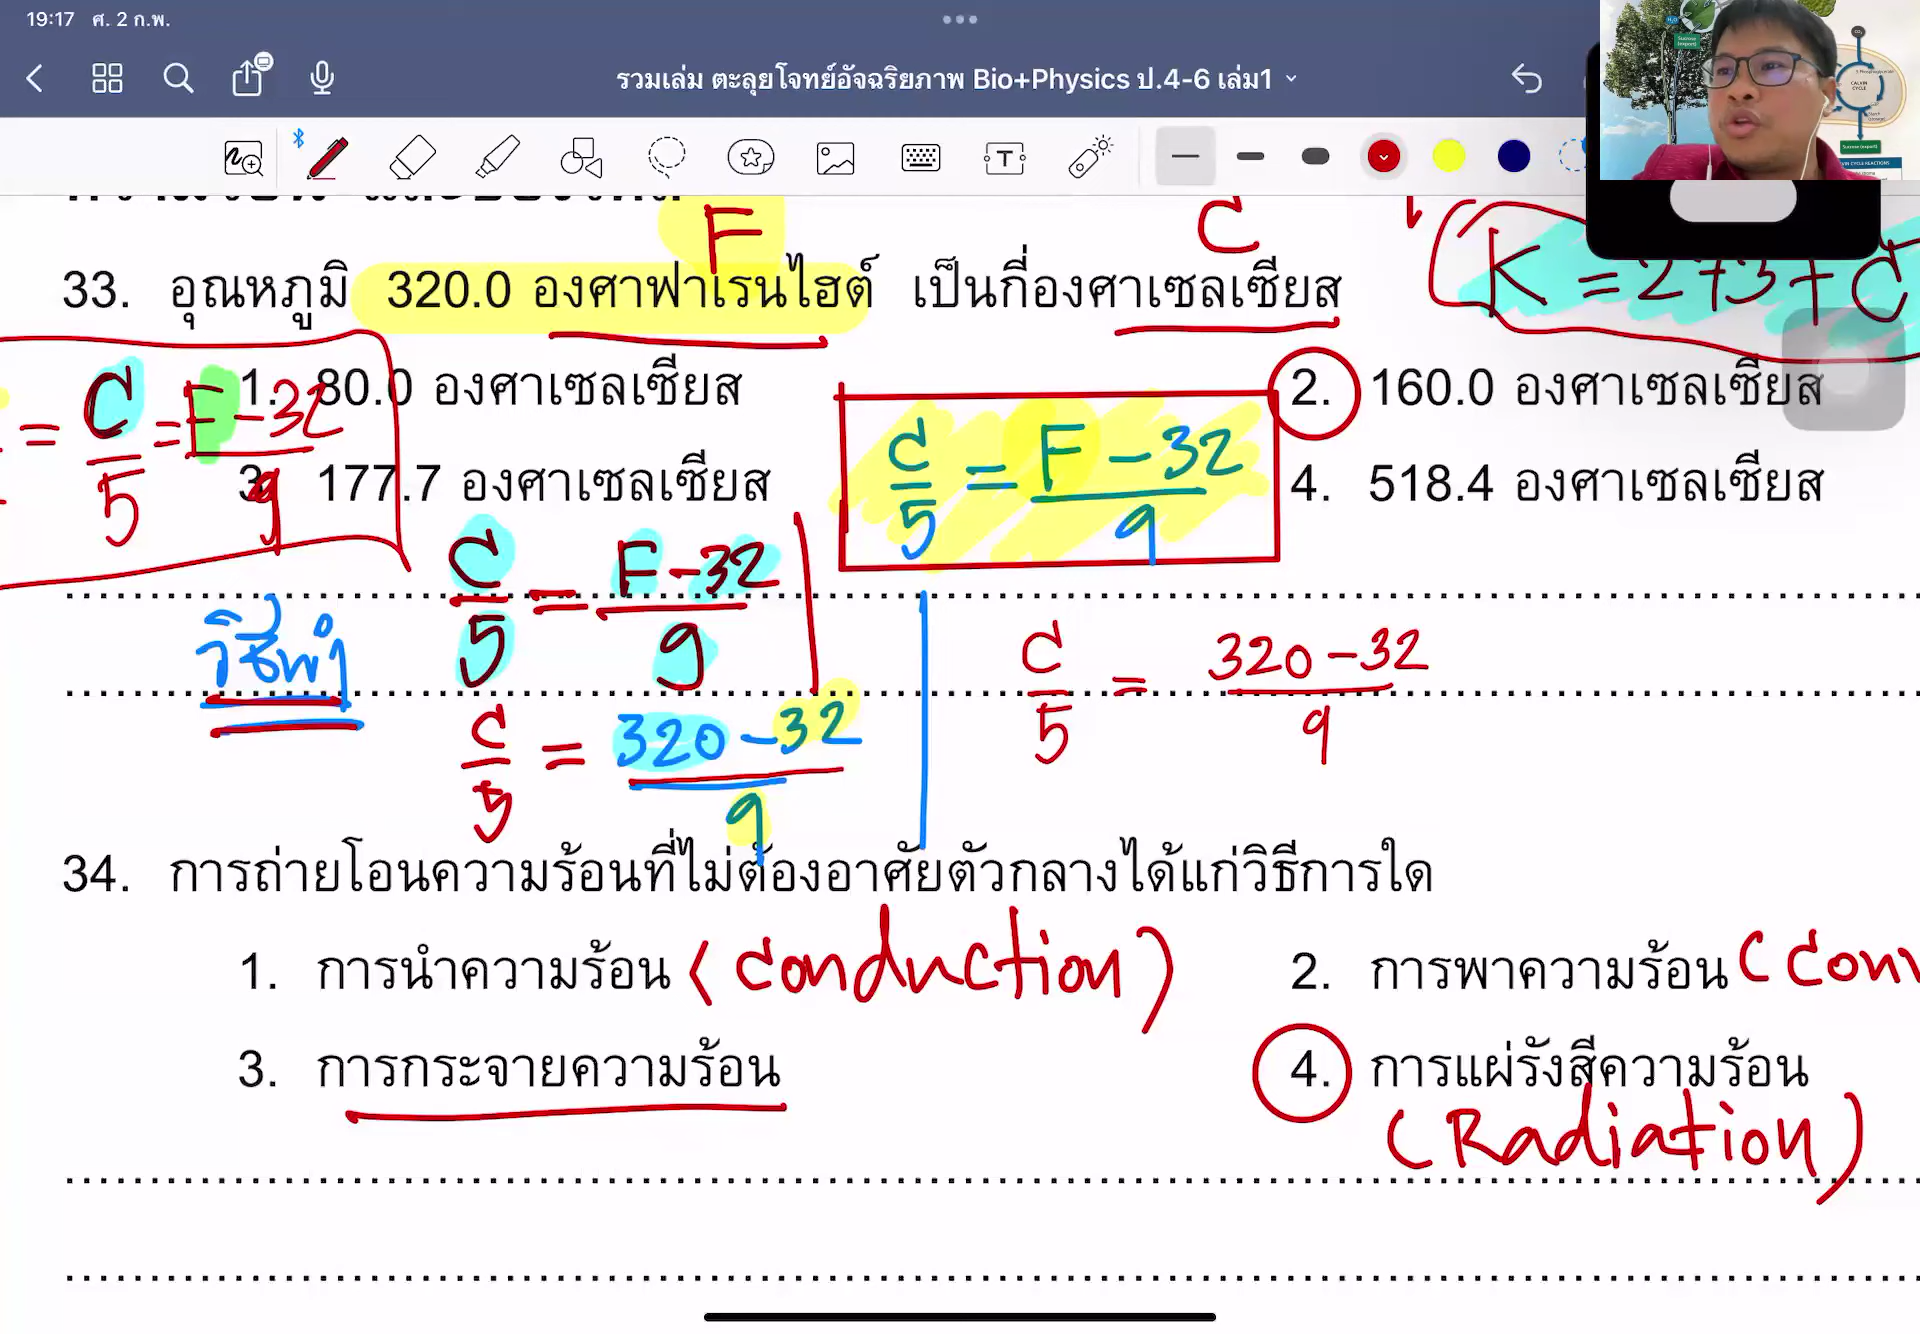 19:17 ศ. 2 ก.พ.
รวมเล่ม ตะลุยโจทย์อัจฉริยภาพ Bio+Physics ป.4-6 เล่ม1
F
C
K = 273 + C
33. อุณหภูมิ 320.0 องศาฟาเรนไฮต์ เป็นกี่องศาเซลเซียส
1. 80.0 องศาเซลเซียส
2. 160.0 องศาเซลเซียส
3. 177.7 องศาเซลเซียส
4. 518.4 องศาเซลเซียส
= C/5 = F-32/9
C/5 = F-32/9
C/5 = F-32/9
วิธีทำ
C/5 = 320-32/9
C/5 = 320-32/9
34. การถ่ายโอนความร้อนที่ไม่ต้องอาศัยตัวกลางได้แก่วิธีการใด
1. การนำความร้อน (conduction)
2. การพาความร้อน (con
3. การกระจายความร้อน
4. การแผ่รังสีความร้อน
(Radiation)